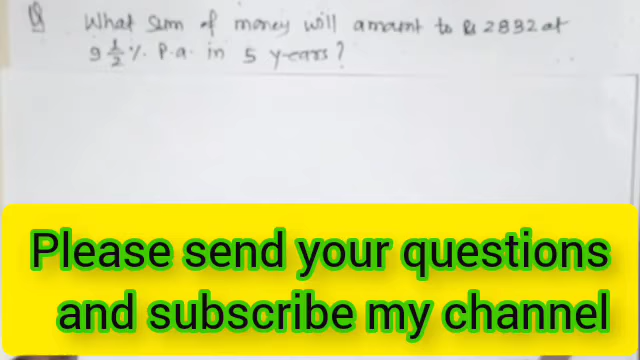 Q What sum of money will amount to Rs 2832 at
9 1/2 %. P.a. in 5 years?
Please send your questions
and subscribe my channel